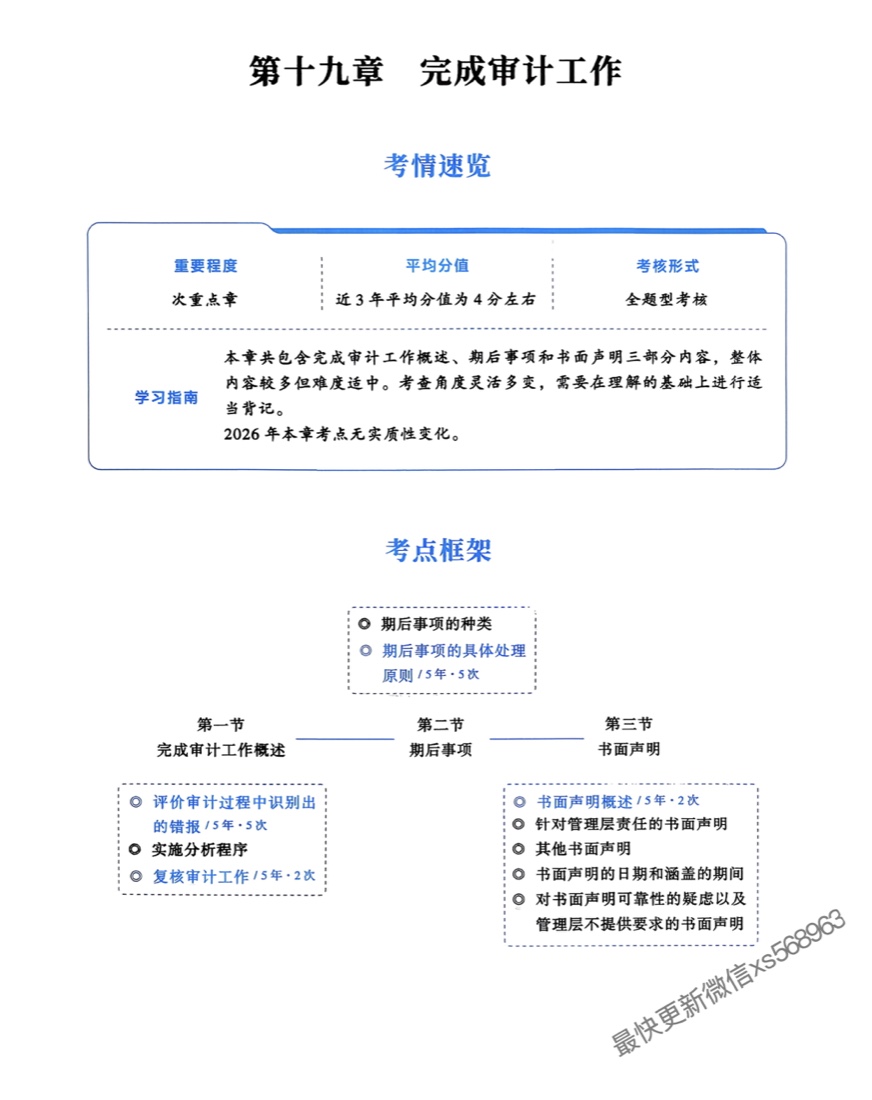 第十九章 完成审计工作
考情速览
重要程度
平均分值
考核形式
次重点章
近3年平均分值为4分左右
全题型考核
学习指南
本章共包含完成审计工作概述、期后事项和书面声明三部分内容，整体
内容较多但难度适中。考查角度灵活多变，需要在理解的基础上进行适
当背记。
2026年本章考点无实质性变化。
考点框架
◎ 期后事项的种类
◎ 期后事项的具体处理
原则/5年·5次
第一节
完成审计工作概述
第二节
期后事项
第三节
书面声明
◎ 评价审计过程中识别出
的错报/5年·5次
◎ 实施分析程序
◎ 复核审计工作/5年·2次
◎ 书面声明概述/5年·2次
◎ 针对管理层责任的书面声明
◎ 其他书面声明
◎ 书面声明的日期和涵盖的期间
◎ 对书面声明可靠性的疑虑以及
管理层不提供要求的书面声明
最快更新微信xs568963